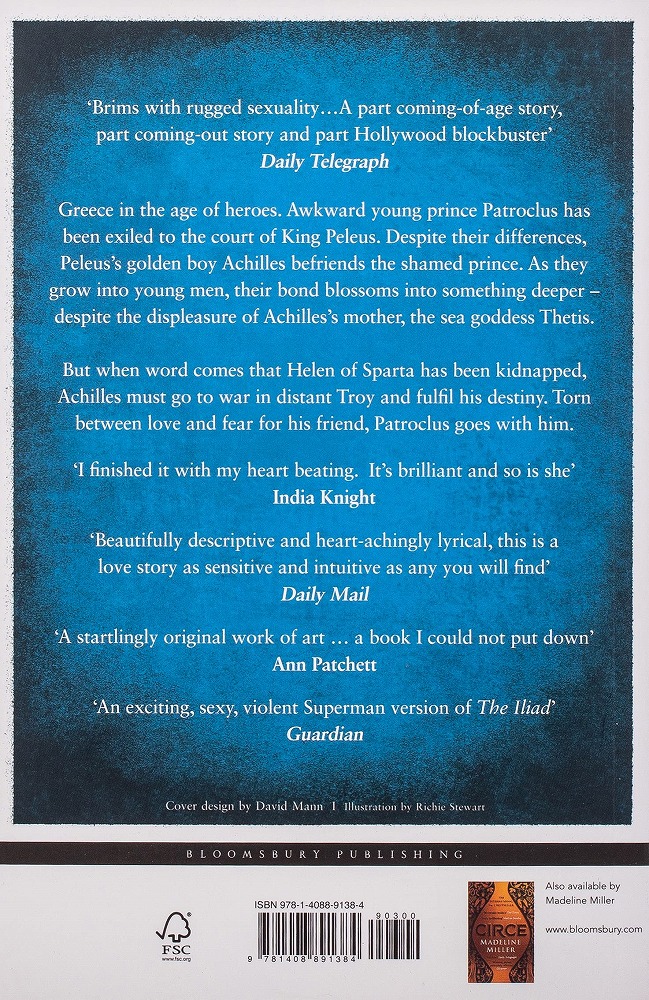 ‘Brims with rugged sexuality…A part coming-of-age story,
part coming-out story and part Hollywood blockbuster’
Daily Telegraph
Greece in the age of heroes. Awkward young prince Patroclus has
been exiled to the court of King Peleus. Despite their differences,
Peleus’s golden boy Achilles befriends the shamed prince. As they
grow into young men, their bond blossoms into something deeper –
despite the displeasure of Achilles’s mother, the sea goddess Thetis.
But when word comes that Helen of Sparta has been kidnapped,
Achilles must go to war in distant Troy and fulfil his destiny. Torn
between love and fear for his friend, Patroclus goes with him.
‘I finished it with my heart beating. It’s brilliant and so is she’
India Knight
‘Beautifully descriptive and heart-achingly lyrical, this is a
love story as sensitive and intuitive as any you will find’
Daily Mail
‘A startlingly original work of art … a book I could not put down’
Ann Patchett
‘An exciting, sexy, violent Superman version of The Iliad’
Guardian
Cover design by David Mann | Illustration by Richie Stewart
BLOOMSBURY PUBLISHING
FSC
www.fsc.org
ISBN 978-1-4088-9138-4
90300
9 781408 891384
CIRCE
MADELINE
MILLER
Also available by
Madeline Miller
www.bloomsbury.com